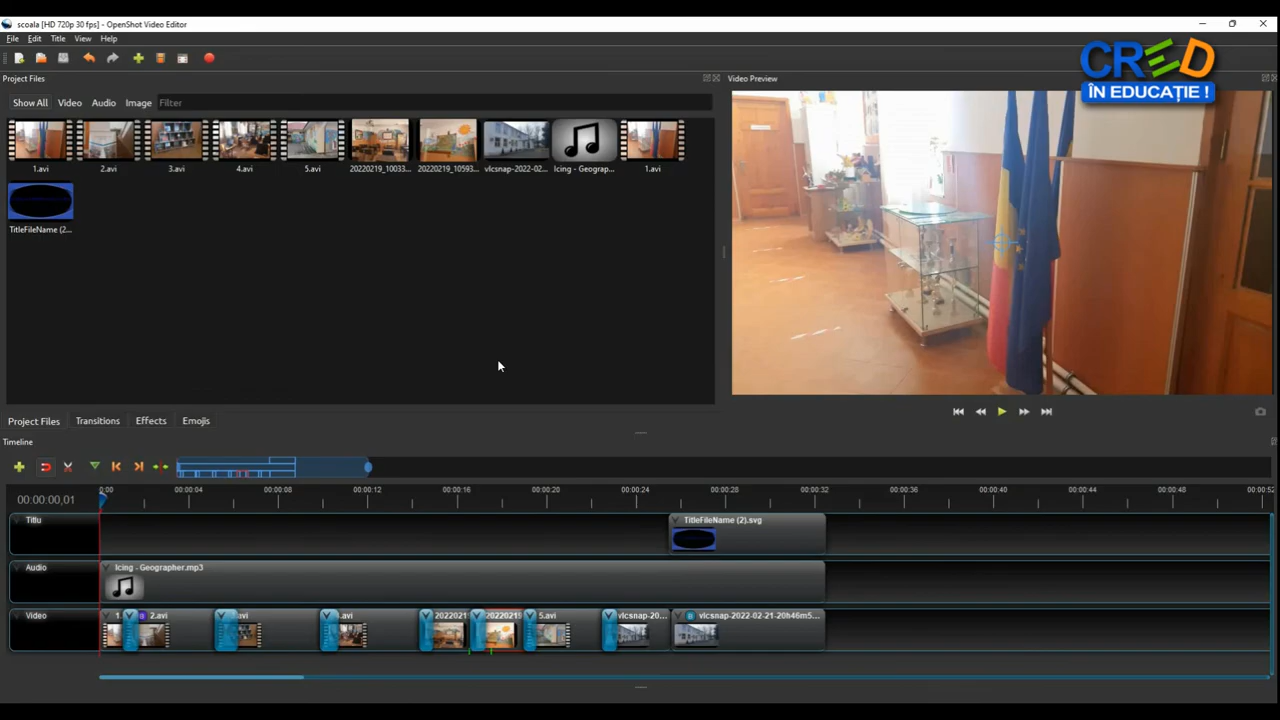 scoala [HD 720p 30 fps] - OpenShot Video Editor
File Edit Title View Help
CRED
ÎN EDUCAȚIE !
Project Files
Video Preview
Show All Video Audio Image Filter
1.avi 2.avi 3.avi 4.avi 5.avi 20220219_10033... 20220219_10593... vlcsnap-2022-02... Icing - Geograp... 1.avi
TitleFileName (2...
Project Files Transitions Effects Emojis
Timeline
00:00:00,01
0:00 00:00:04 00:00:08 00:00:12 00:00:16 00:00:20 00:00:24 00:00:28 00:00:32 00:00:36 00:00:40 00:00:44 00:00:48 00:00:52
Titlu TitleFileName (2).svg
Audio Icing - Geographer.mp3
Video 1. 2.avi .avi .avi 2022021 20220219 5.avi vlcsnap-20... vlcsnap-2022-02-21-20h46m5...